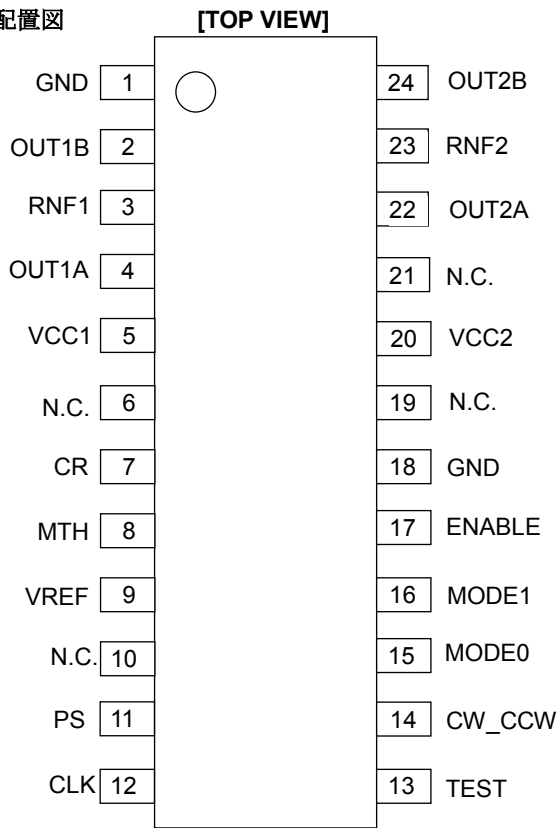 配置図 [TOP VIEW]
GND 1 24 OUT2B
OUT1B 2 23 RNF2
RNF1 3 22 OUT2A
OUT1A 4 21 N.C.
VCC1 5 20 VCC2
N.C. 6 19 N.C.
CR 7 18 GND
MTH 8 17 ENABLE
VREF 9 16 MODE1
N.C. 10 15 MODE0
PS 11 14 CW_CCW
CLK 12 13 TEST